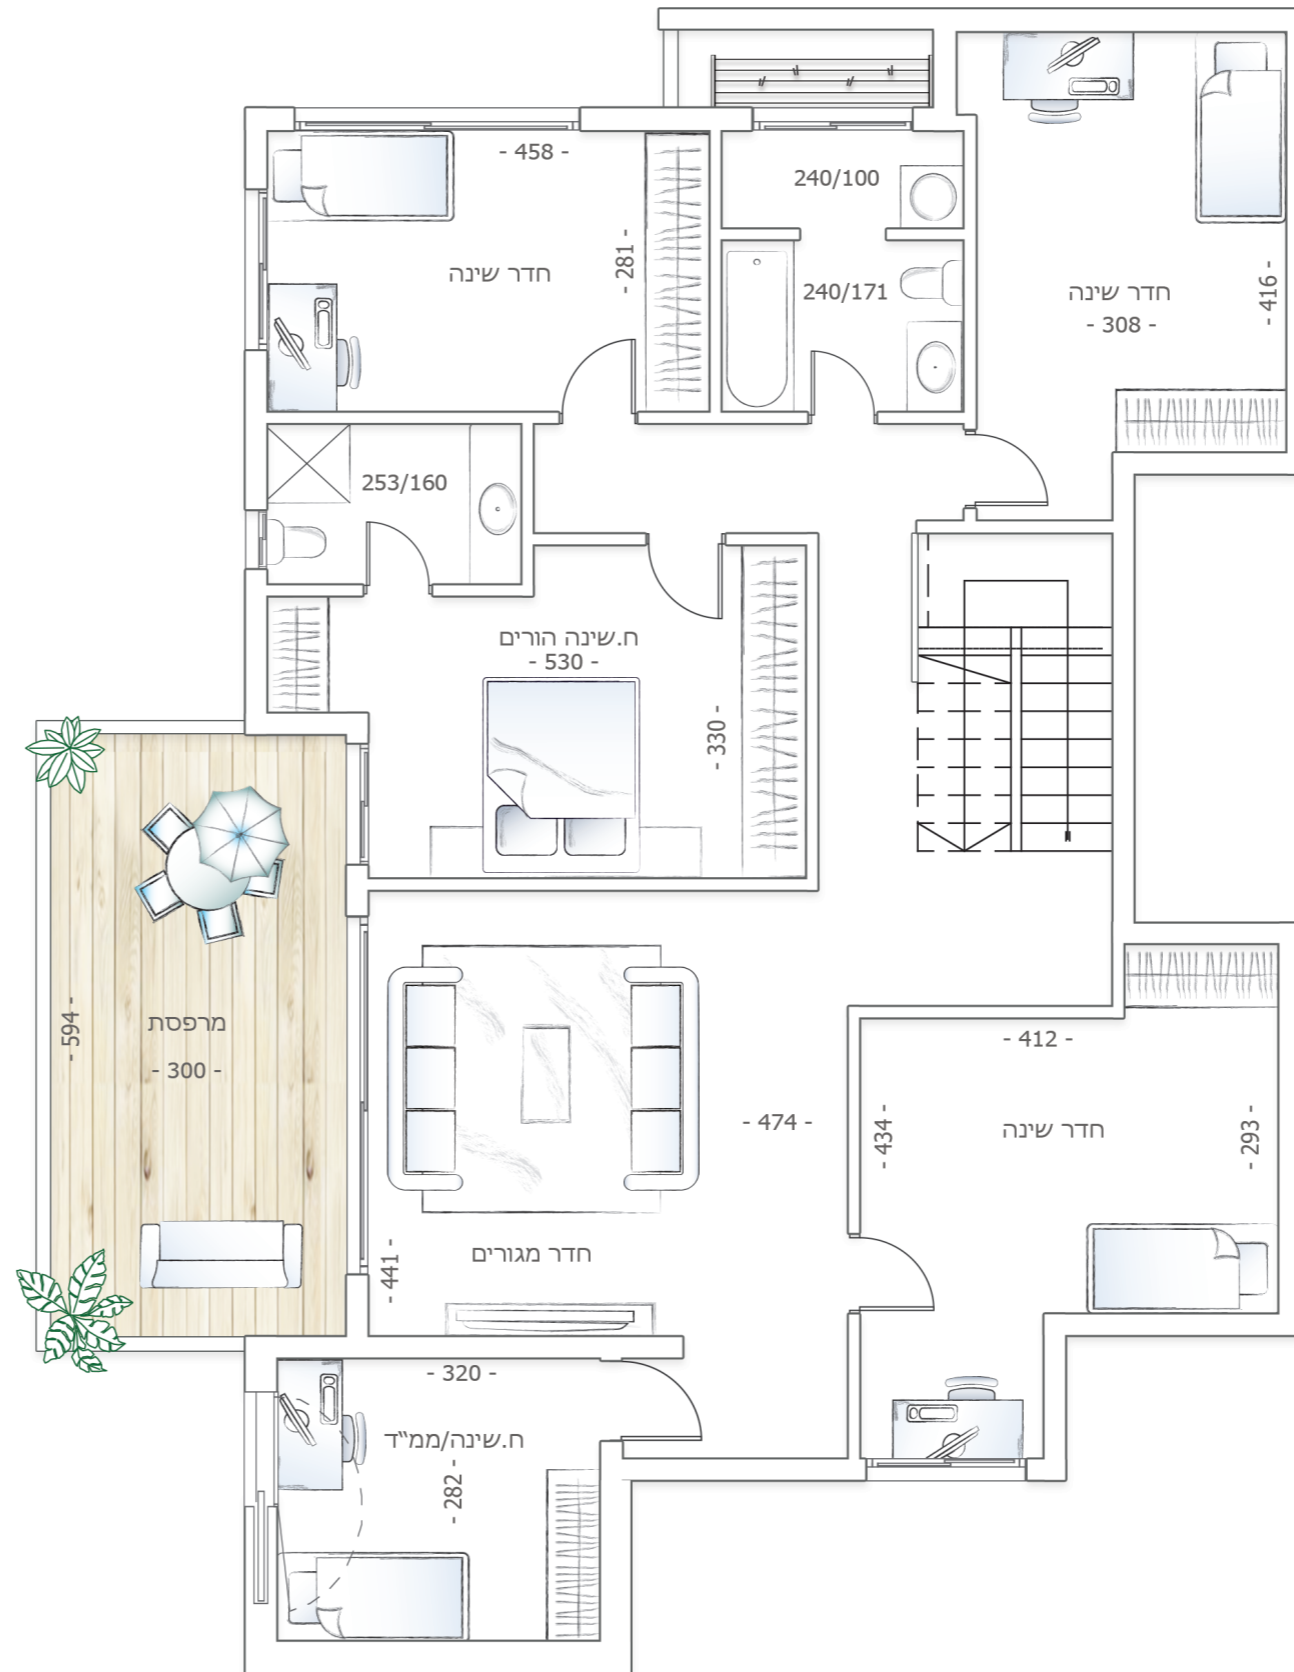 - 458 -
240/100
- 281 -
חדר שינה
240/171
חדר שינה
- 308 -
- 416 -
253/160
ח.שינה הורים
- 530 -
- 330 -
מרפסת
- 300 -
- 594 -
- 412 -
- 474 -
- 434 -
חדר שינה
- 293 -
חדר מגורים
- 441 -
- 320 -
ח.שינה/ממ"ד
- 282 -